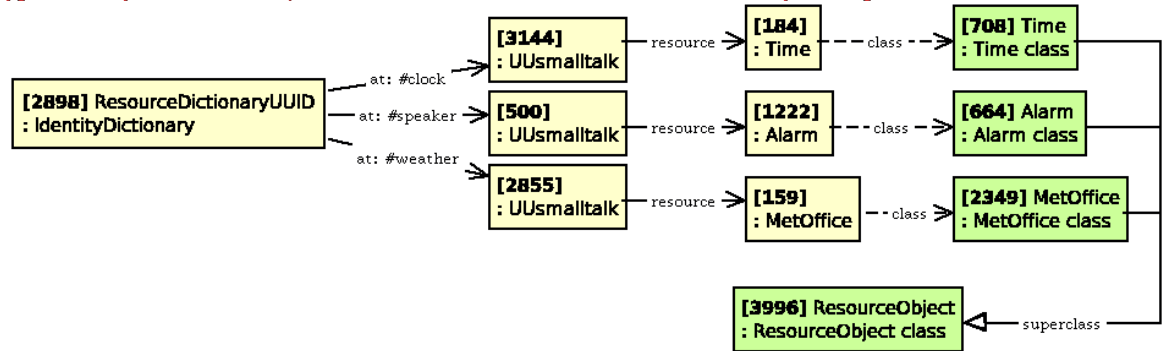 [2898] ResourceDictionaryUUID
: IdentityDictionary
at: #clock
at: #speaker
at: #weather
[3144]
: UUsmalltalk
resource
[184]
: Time
class
[708] Time
: Time class
[500]
: UUsmalltalk
resource
[1222]
: Alarm
class
[664] Alarm
: Alarm class
[2855]
: UUsmalltalk
resource
[159]
: MetOffice
class
[2349] MetOffice
: MetOffice class
[3996] ResourceObject
: ResourceObject class
superclass